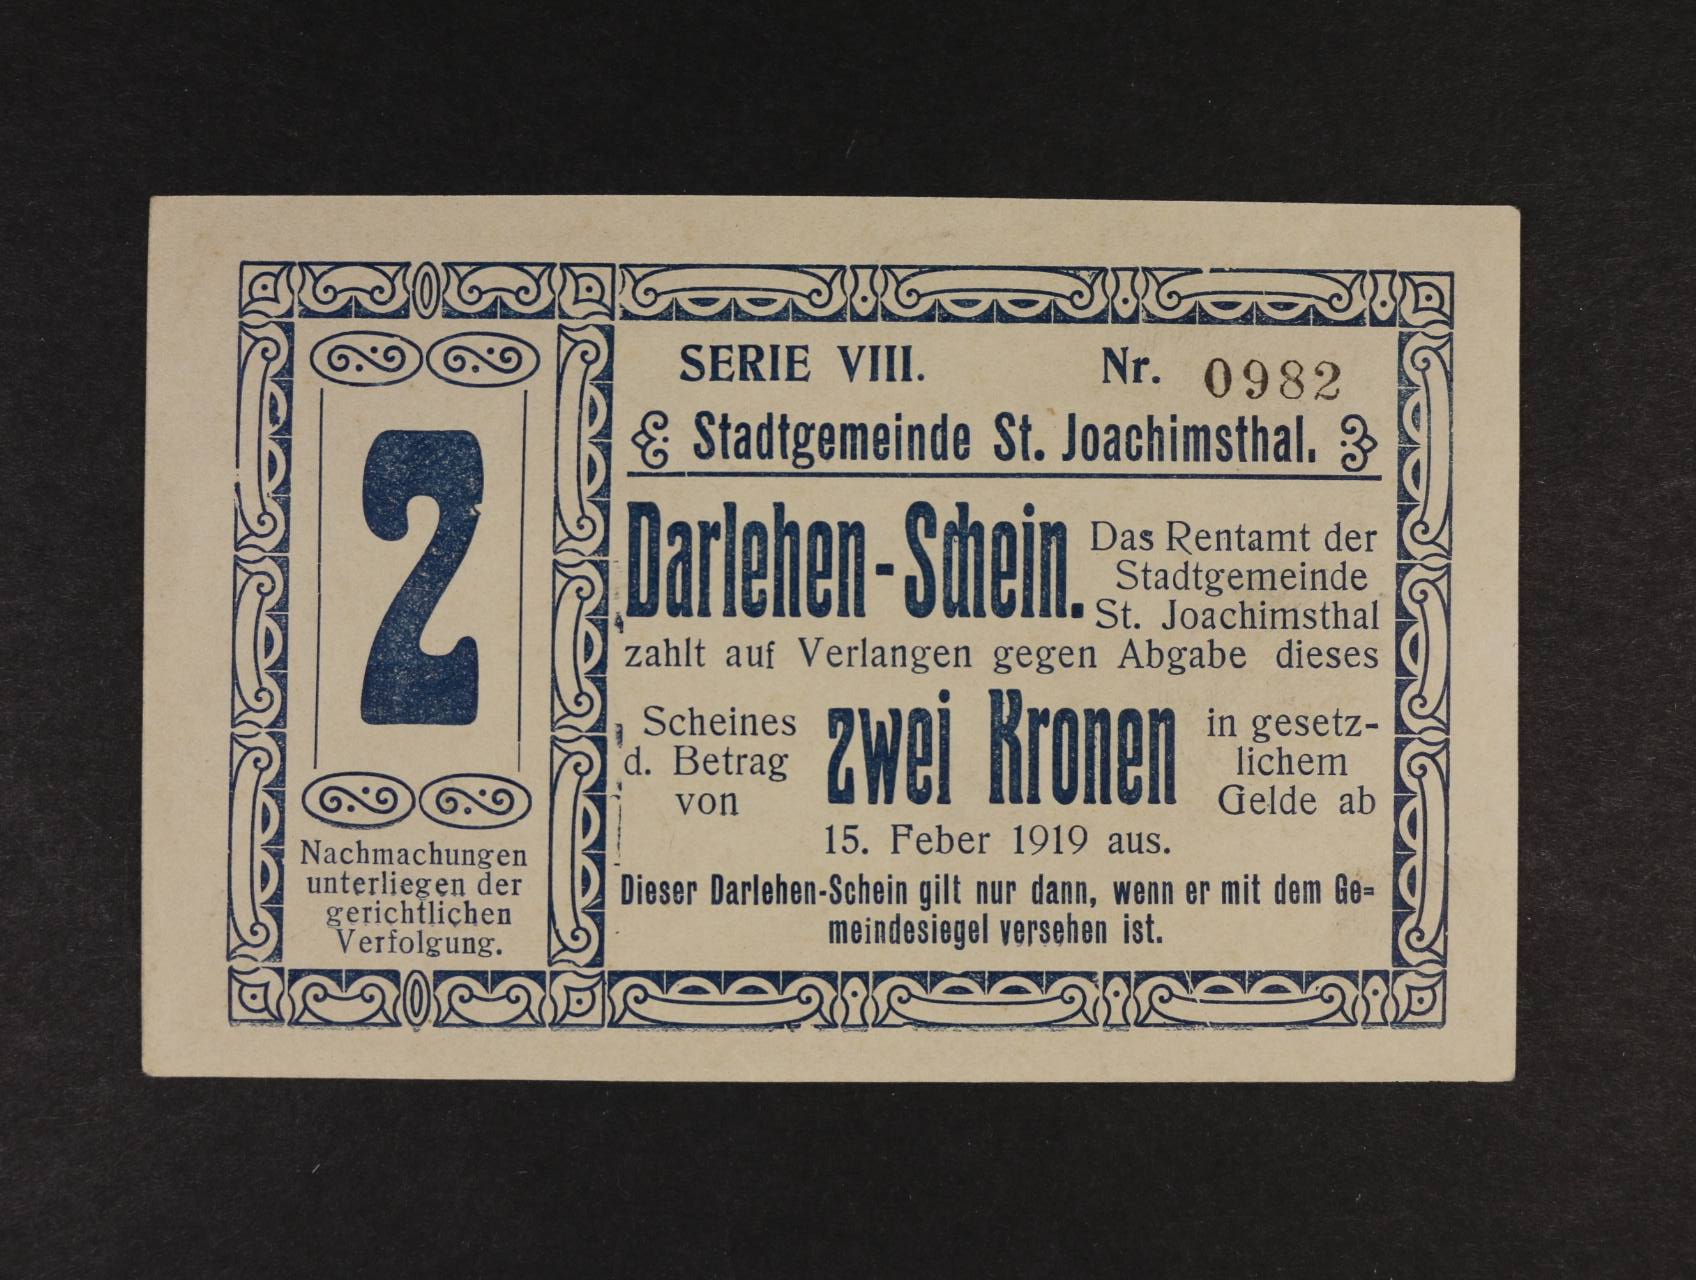 SERIE VIII. Nr. 0982
Stadtgemeinde St. Joachimsthal.
Darlehen-Schein. Das Rentamt der
Stadtgemeinde
St. Joachimsthal
zahlt auf Verlangen gegen Abgabe dieses
Scheines
d. Betrag
von
zwei Kronen
in gesetz-
lichem
Gelde ab
15. Feber 1919 aus.
Dieser Darlehen-Schein gilt nur dann, wenn er mit dem Ge=
meindesiegel versehen ist.
2
Nachmachungen
unterliegen der
gerichtlichen
Verfolgung.